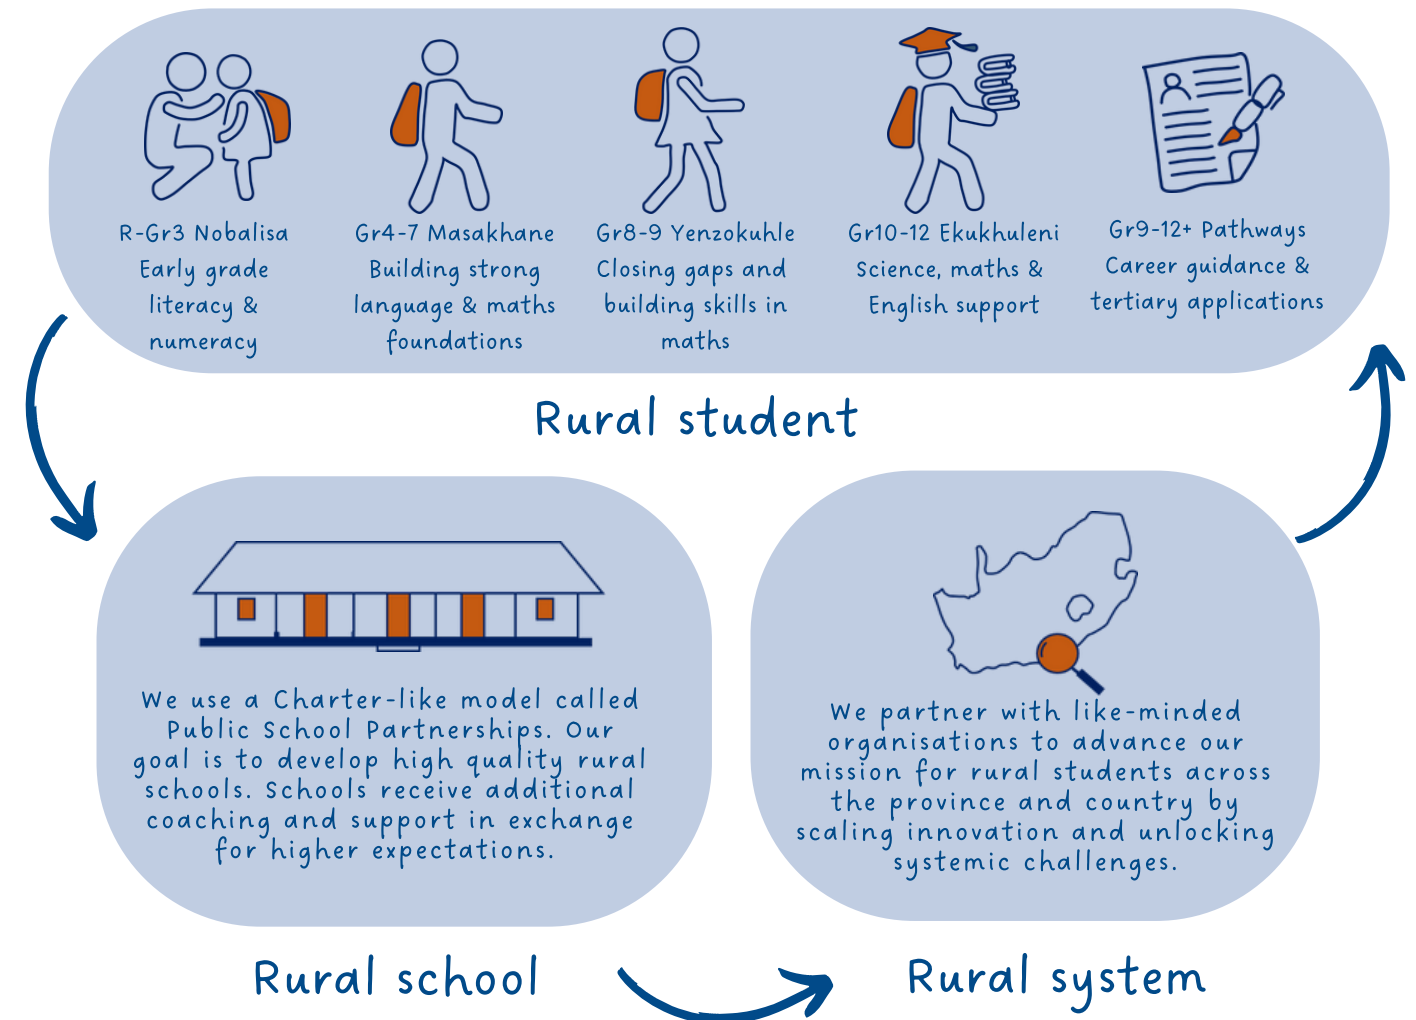 R-Gr3 Nobalisa
Early grade
literacy &
numeracy
Gr4-7 Masakhane
Building strong
language & maths
foundations
Gr8-9 Yenzokuhle
Closing gaps and
building skills in
maths
Gr10-12 Ekukhuleni
Science, maths &
English support
Gr9-12+ Pathways
Career guidance &
tertiary applications
Rural student
We use a Charter-like model called
Public School Partnerships. Our
goal is to develop high quality rural
schools. Schools receive additional
coaching and support in exchange
for higher expectations.
Rural school
We partner with like-minded
organisations to advance our
mission for rural students across
the province and country by
scaling innovation and unlocking
systemic challenges.
Rural system